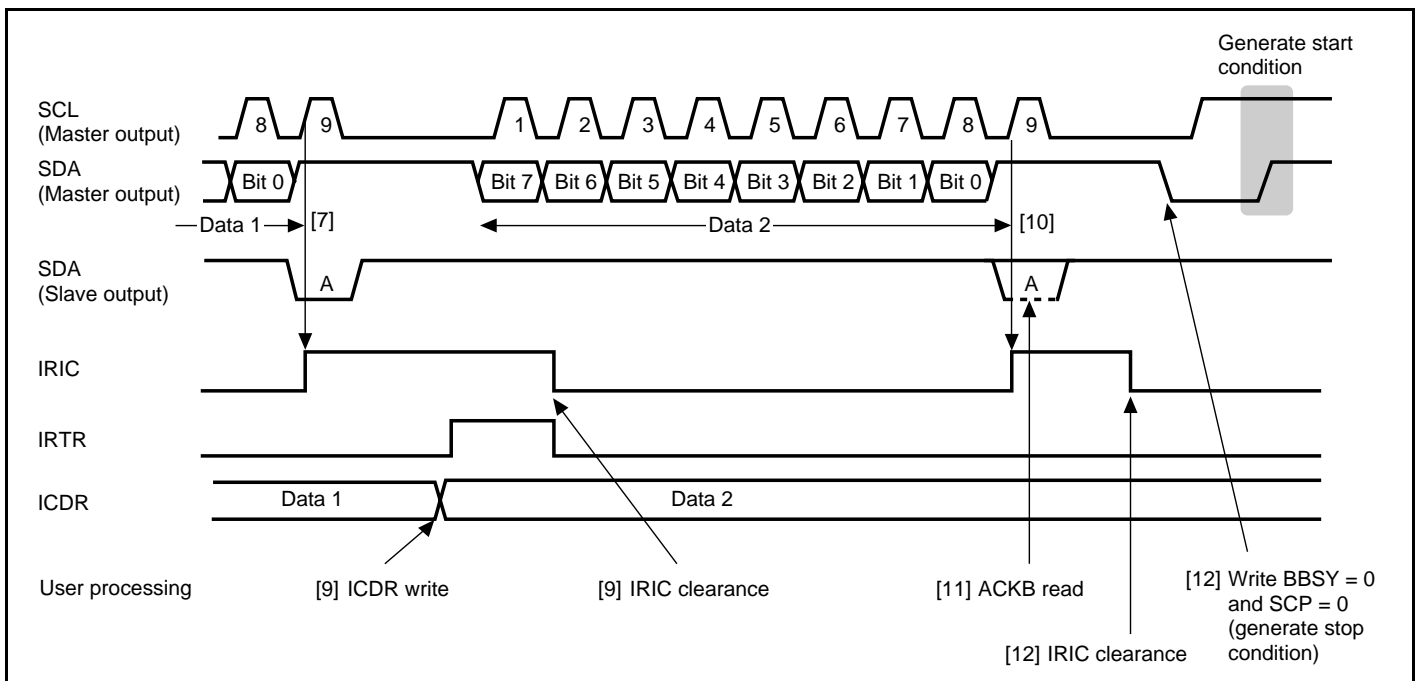 Generate start
condition
SCL
(Master output)
8 9 1 2 3 4 5 6 7 8 9
SDA
(Master output)
Bit 0 Bit 7 Bit 6 Bit 5 Bit 4 Bit 3 Bit 2 Bit 1 Bit 0
Data 1 [7] Data 2 [10]
SDA
(Slave output)
A A
IRIC
IRTR
ICDR
Data 1 Data 2
User processing
[9] ICDR write
[9] IRIC clearance
[11] ACKB read
[12] IRIC clearance
[12] Write BBSY = 0
and SCP = 0
(generate stop
condition)